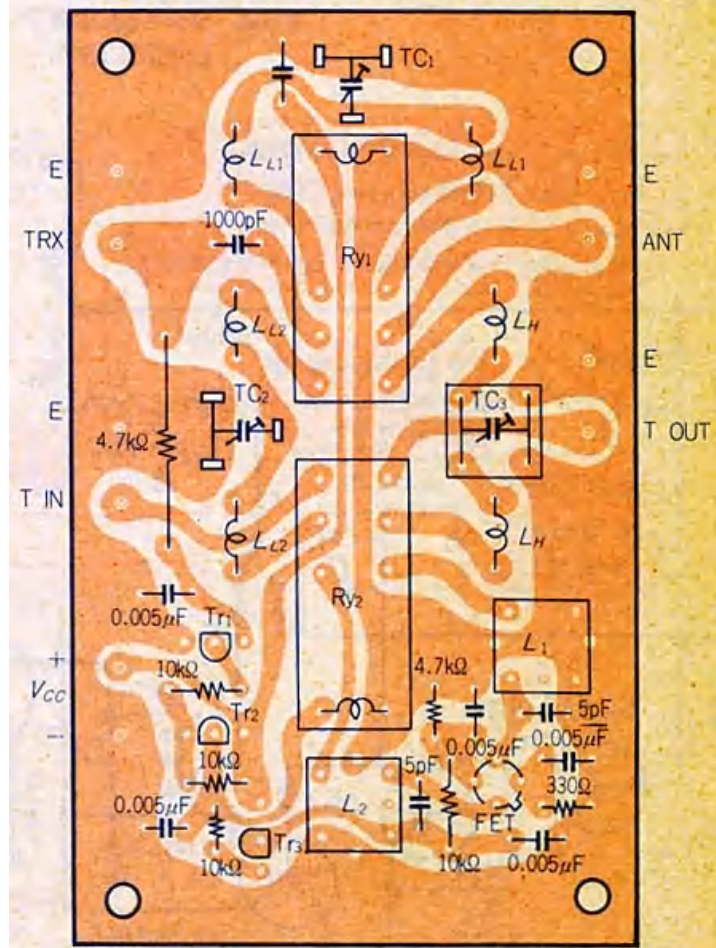 TC₁
E
L_L1
L_L1
E
1000pF
TRX
Ry₁
ANT
L_L2
L_H
E
TC₂
TC₃
E
4.7kΩ
T OUT
T IN
L_L2
L_H
0.005μF
Tr₁
Ry₂
L₁
+
10kΩ
4.7kΩ
Vcc
Tr₂
5pF
−
0.005μF
0.005μF
10kΩ
5pF
330Ω
0.005μF
L₂
FET
10kΩ
Tr₃
10kΩ
0.005μF